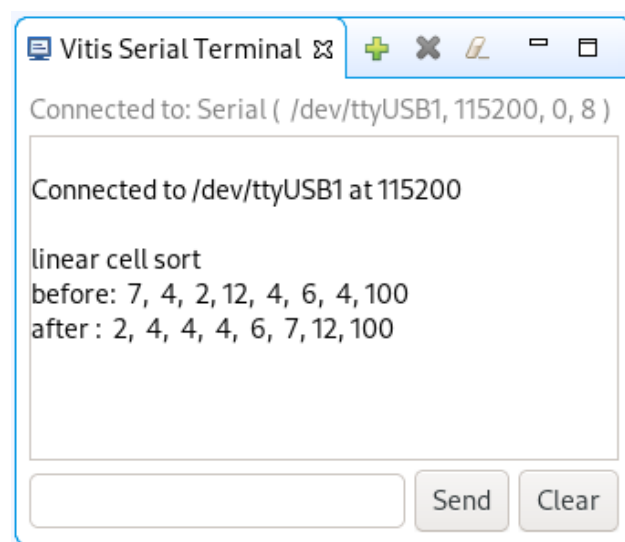 Vitis Serial Terminal
Connected to: Serial ( /dev/ttyUSB1, 115200, 0, 8 )
Connected to /dev/ttyUSB1 at 115200
linear cell sort
before: 7, 4, 2, 12, 4, 6, 4, 100
after : 2, 4, 4, 4, 6, 7, 12, 100
Send Clear